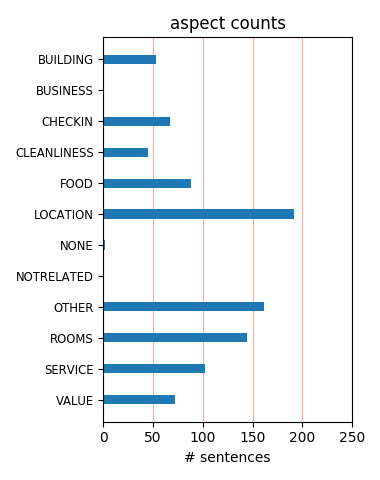 aspect counts
BUILDING
BUSINESS
CHECKIN
CLEANLINESS
FOOD
LOCATION
NONE
NOTRELATED
OTHER
ROOMS
SERVICE
VALUE
0 50 100 150 200 250
# sentences